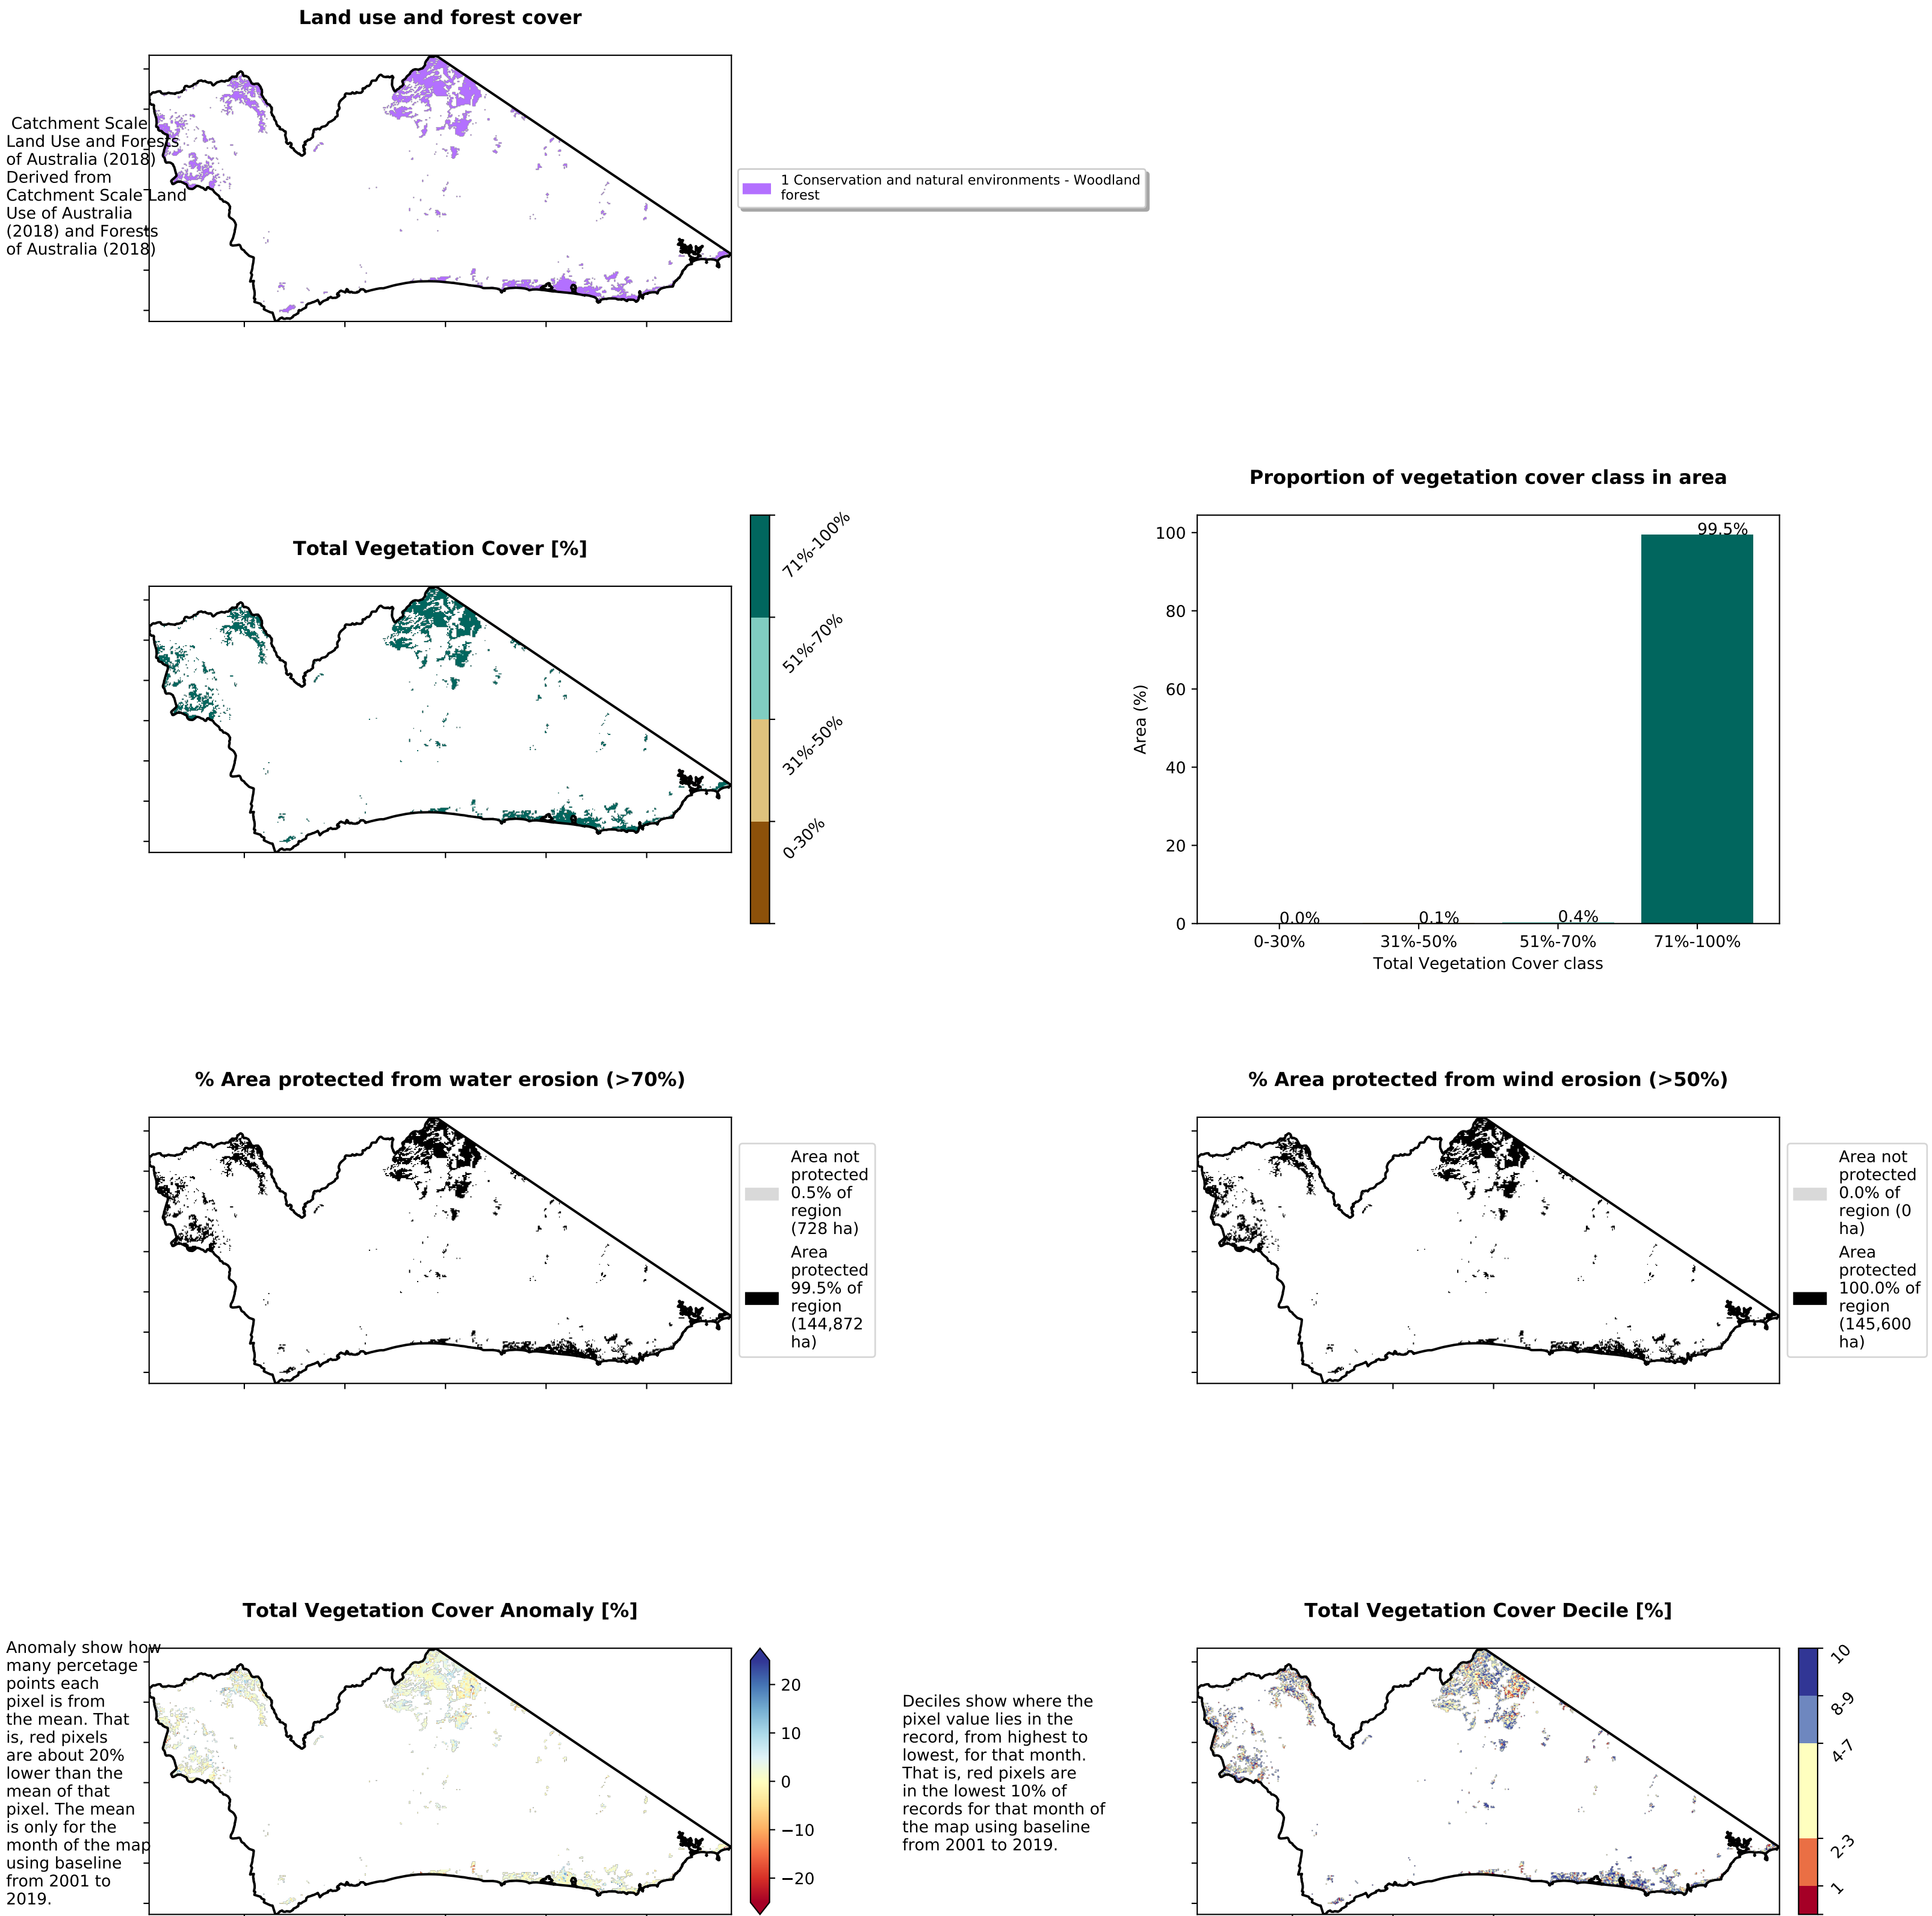 Land use and forest cover
Catchment Scale
Land Use and Forests
of Australia (2018)
Derived from
Catchment Scale Land
Use of Australia
(2018) and Forests
of Australia (2018)
1 Conservation and natural environments - Woodland
forest
Total Vegetation Cover [%]
71%-100%
51%-70%
31%-50%
0-30%
Proportion of vegetation cover class in area
Area (%)
100
80
60
40
20
0
0.0%
0.1%
0.4%
99.5%
0-30%
31%-50%
51%-70%
71%-100%
Total Vegetation Cover class
% Area protected from water erosion (>70%)
Area not
protected
0.5% of
region
(728 ha)
Area
protected
99.5% of
region
(144,872
ha)
% Area protected from wind erosion (>50%)
Area not
protected
0.0% of
region (0
ha)
Area
protected
100.0% of
region
(145,600
ha)
Total Vegetation Cover Anomaly [%]
Anomaly show how
many percetage
points each
pixel is from
the mean. That
is, red pixels
are about 20%
lower than the
mean of that
pixel. The mean
is only for the
month of the map
using baseline
from 2001 to
2019.
20
10
0
−10
−20
Deciles show where the
pixel value lies in the
record, from highest to
lowest, for that month.
That is, red pixels are
in the lowest 10% of
records for that month of
the map using baseline
from 2001 to 2019.
Total Vegetation Cover Decile [%]
10
8-9
4-7
2-3
1